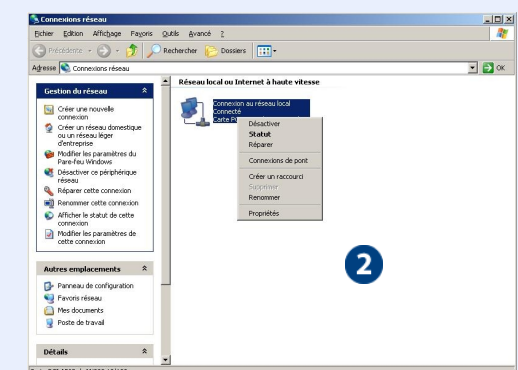 Connexions réseau
Fichier Edition Affichage Favoris Outils Avancé ?
Précédente Rechercher Dossiers
Adresse Connexions réseau OK
Gestion du réseau
Créer une nouvelle
connexion
Créer un réseau domestique
ou un réseau léger
d'entreprise
Modifier les paramètres du
Pare-feu Windows
Désactiver ce périphérique
réseau
Réparer cette connexion
Renommer cette connexion
Afficher le statut de cette
connexion
Modifier les paramètres de
cette connexion
Autres emplacements
Panneau de configuration
Favoris réseau
Mes documents
Poste de travail
Détails
Réseau local ou Internet à haute vitesse
Connexion au réseau local
Connecté
Carte
Désactiver
Statut
Réparer
Connexions de pont
Créer un raccourci
Supprimer
Renommer
Propriétés
2